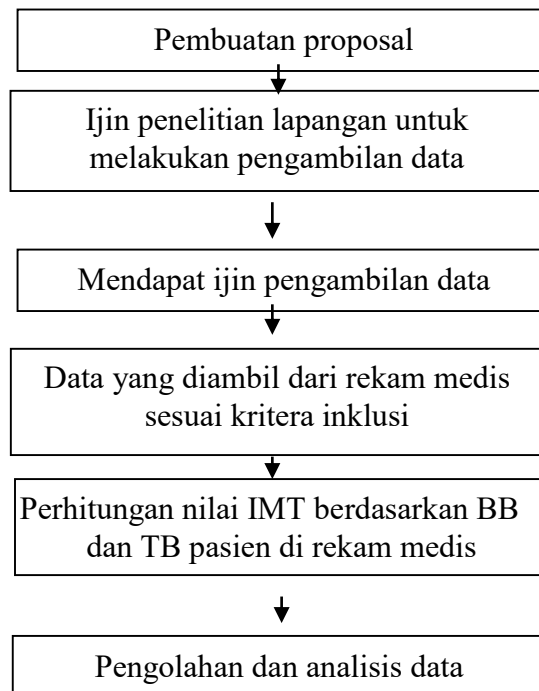 Pembuatan proposal
Ijin penelitian lapangan untuk
melakukan pengambilan data
Mendapat ijin pengambilan data
Data yang diambil dari rekam medis
sesuai kritera inklusi
Perhitungan nilai IMT berdasarkan BB
dan TB pasien di rekam medis
Pengolahan dan analisis data